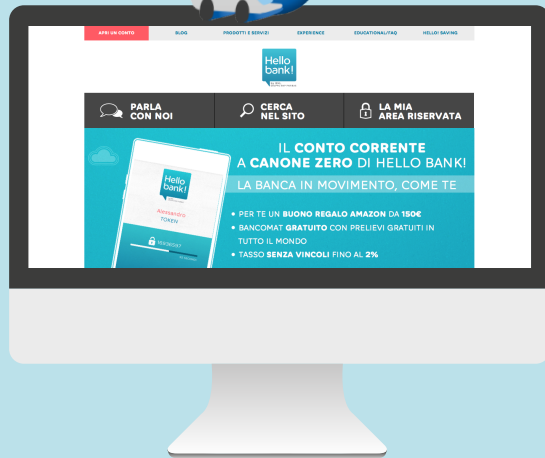 APRI UN CONTO BLOG PRODOTTI E SERVIZI EXPERIENCE EDUCATIONAL/FAQ HELLO! SAVING
Hello
bank!
PARLA
CON NOI
CERCA
NEL SITO
LA MIA
AREA RISERVATA
IL CONTO CORRENTE
A CANONE ZERO DI HELLO BANK!
LA BANCA IN MOVIMENTO, COME TE
Hello
bank!
Alessandro
TOKEN
• PER TE UN BUONO REGALO AMAZON DA 150€
• BANCOMAT GRATUITO CON PRELIEVI GRATUITI IN
TUTTO IL MONDO
• TASSO SENZA VINCOLI FINO AL 2%